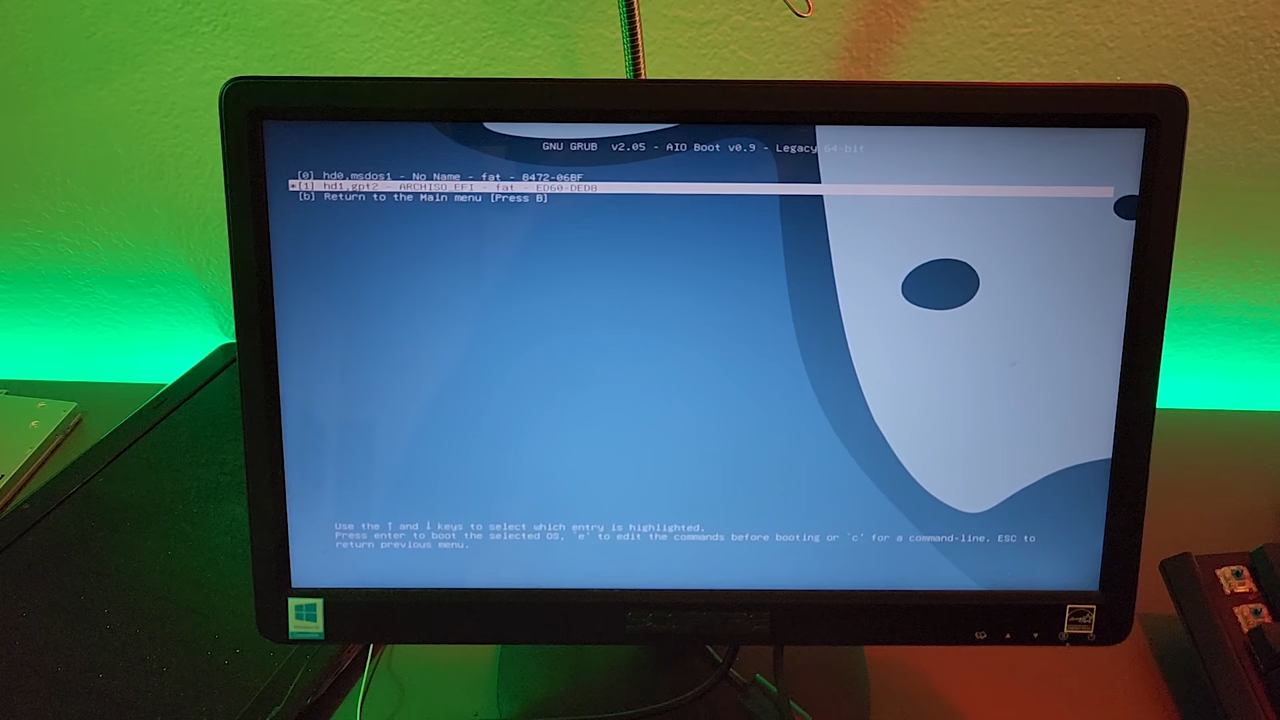 GNU GRUB v2.05 - AIO Boot v0.9 - Legacy 64-bit
[0] hd0,msdos1 - No Name - fat - 8472-06BF
*[1] hd1,gpt2 - ARCHISO_EFI - fat - ED60-DED8
[b] Return to the Main menu [Press B]
Use the ↑ and ↓ keys to select which entry is highlighted.
Press enter to boot the selected OS, `e' to edit the commands before booting or `c' for a command-line. ESC to
return previous menu.